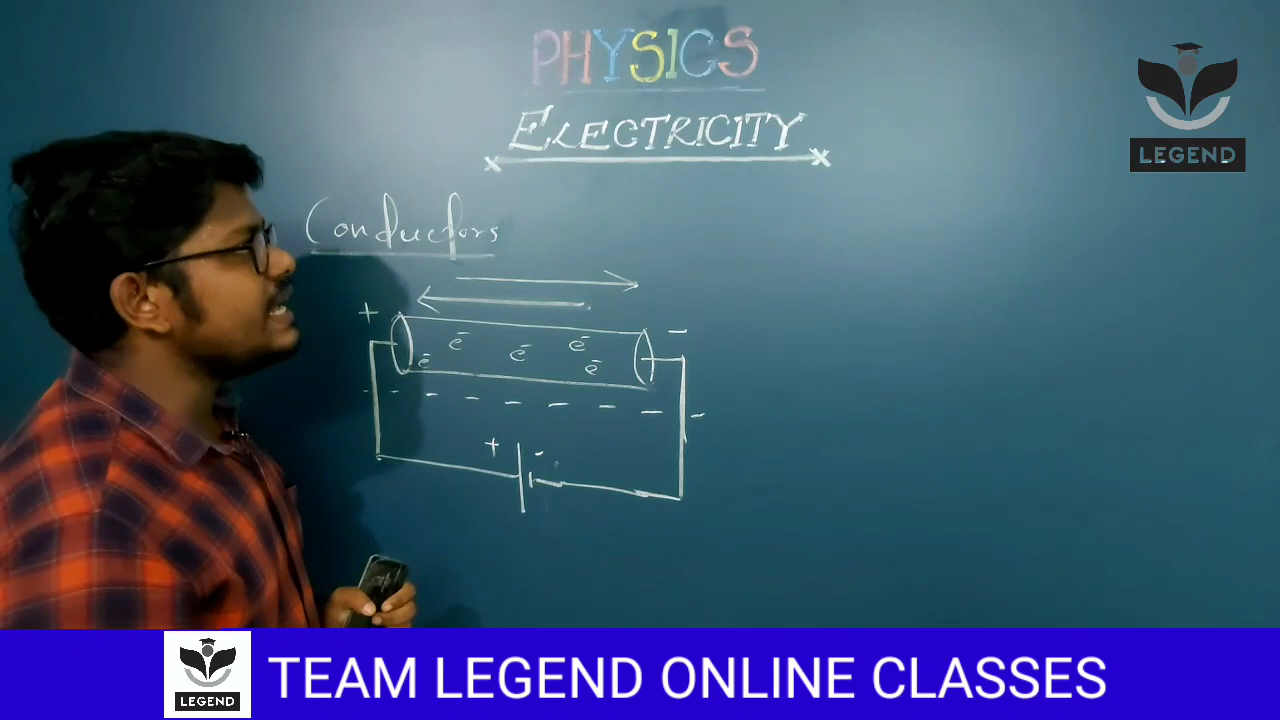 PHYSICS
ELECTRICITY
LEGEND
Conductors
+ −
e⁻ e⁻ e⁻
e⁻ e⁻
- - - - - - - - -
+ -
LEGEND
TEAM LEGEND ONLINE CLASSES